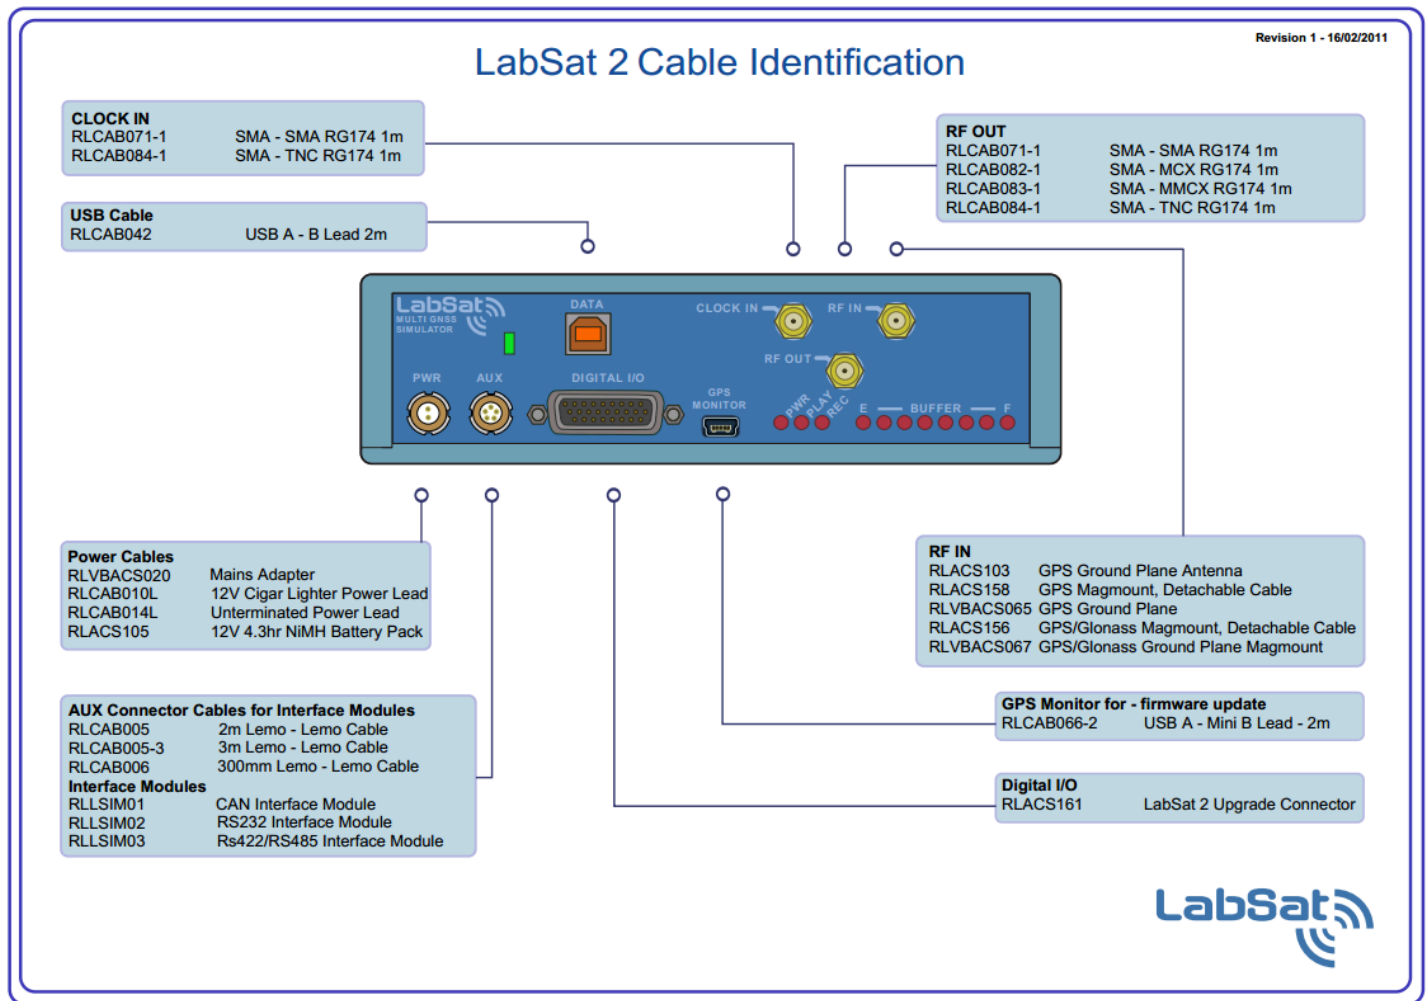 Revision 1 - 16/02/2011
LabSat 2 Cable Identification
CLOCK IN
RLCAB071-1 SMA - SMA RG174 1m
RLCAB084-1 SMA - TNC RG174 1m
RF OUT
RLCAB071-1 SMA - SMA RG174 1m
RLCAB082-1 SMA - MCX RG174 1m
RLCAB083-1 SMA - MMCX RG174 1m
RLCAB084-1 SMA - TNC RG174 1m
USB Cable
RLCAB042 USB A - B Lead 2m
LabSat
MULTI GNSS
SIMULATOR
DATA
CLOCK IN
RF IN
RF OUT
PWR
AUX
DIGITAL I/O
GPS
MONITOR
PWR
PLAY
REC
E BUFFER F
Power Cables
RLVBACS020 Mains Adapter
RLCAB010L 12V Cigar Lighter Power Lead
RLCAB014L Unterminated Power Lead
RLACS105 12V 4.3hr NiMH Battery Pack
RF IN
RLACS103 GPS Ground Plane Antenna
RLACS158 GPS Magmount, Detachable Cable
RLVBACS065 GPS Ground Plane
RLACS156 GPS/Glonass Magmount, Detachable Cable
RLVBACS067 GPS/Glonass Ground Plane Magmount
AUX Connector Cables for Interface Modules
RLCAB005 2m Lemo - Lemo Cable
RLCAB005-3 3m Lemo - Lemo Cable
RLCAB006 300mm Lemo - Lemo Cable
Interface Modules
RLLSIM01 CAN Interface Module
RLLSIM02 RS232 Interface Module
RLLSIM03 Rs422/RS485 Interface Module
GPS Monitor for - firmware update
RLCAB066-2 USB A - Mini B Lead - 2m
Digital I/O
RLACS161 LabSat 2 Upgrade Connector
LabSat